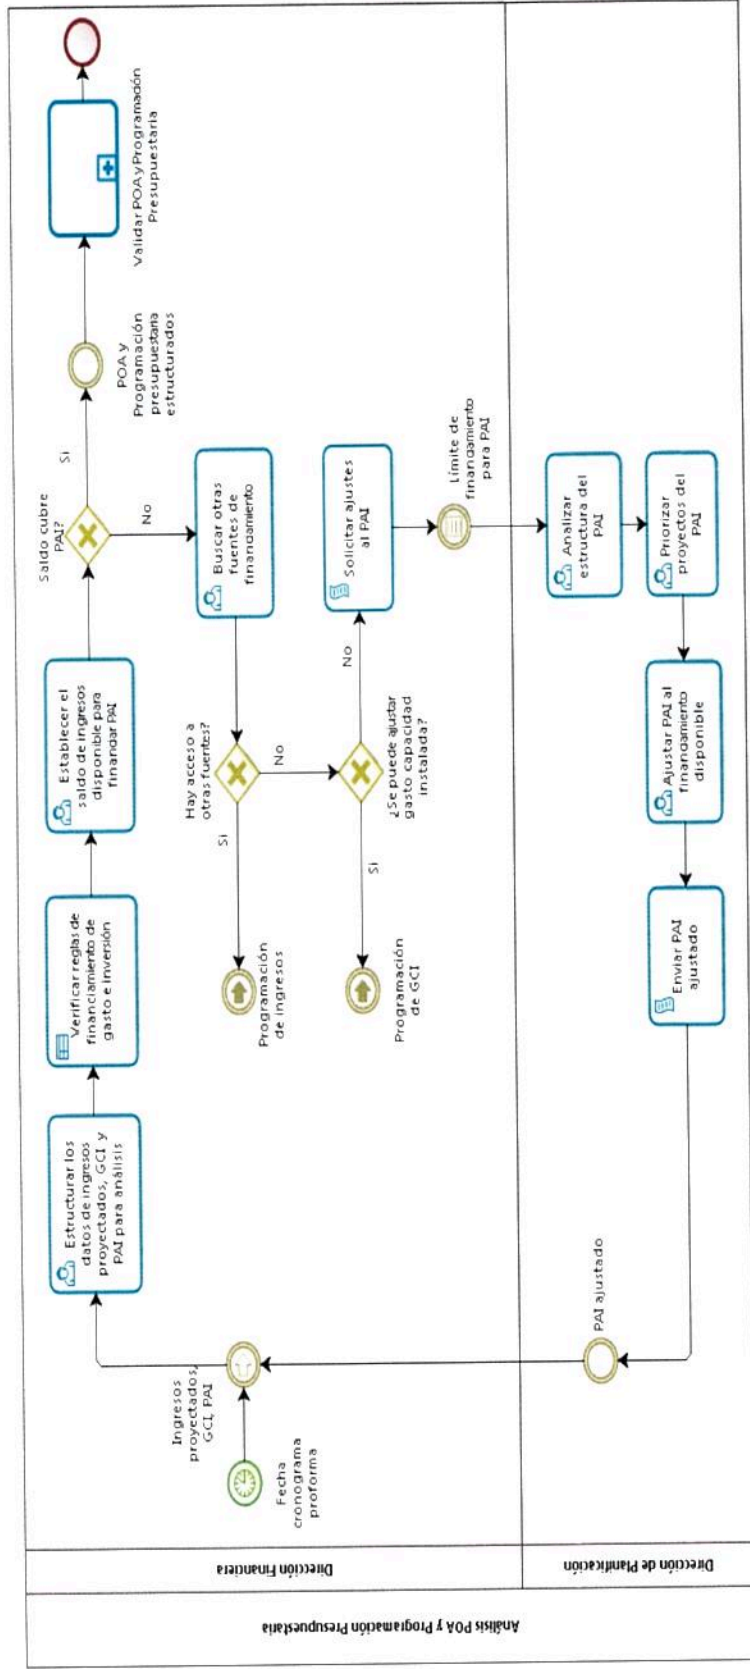 Análisis POA y Programación Presupuestaria
Dirección Financiera
Dirección de Planificación
Fecha
cronograma
proforma
Ingresos
proyectados,
GCI, PAI
Estructurar los
datos de ingresos
proyectados, GCI y
PAI para análisis
Verificar reglas de
financiamiento de
gasto e inversión
Establecer el
saldo de ingresos
disponible para
financiar PAI
Saldo cubre
PAI?
Si
No
POA y
Programación
presupuestaria
estructurados
Validar POA y Programación
Presupuestaria
Buscar otras
fuentes de
financiamiento
Hay acceso a
otras fuentes?
Si
No
Programación
de ingresos
¿Se puede ajustar
gasto capacidad
instalada?
Si
No
Programación
de GCI
Solicitar ajustes
al PAI
Límite de
financiamiento
para PAI
Analizar
estructura del
PAI
Priorizar
proyectos del
PAI
Ajustar PAI al
financiamiento
disponible
Enviar PAI
ajustado
PAI ajustado